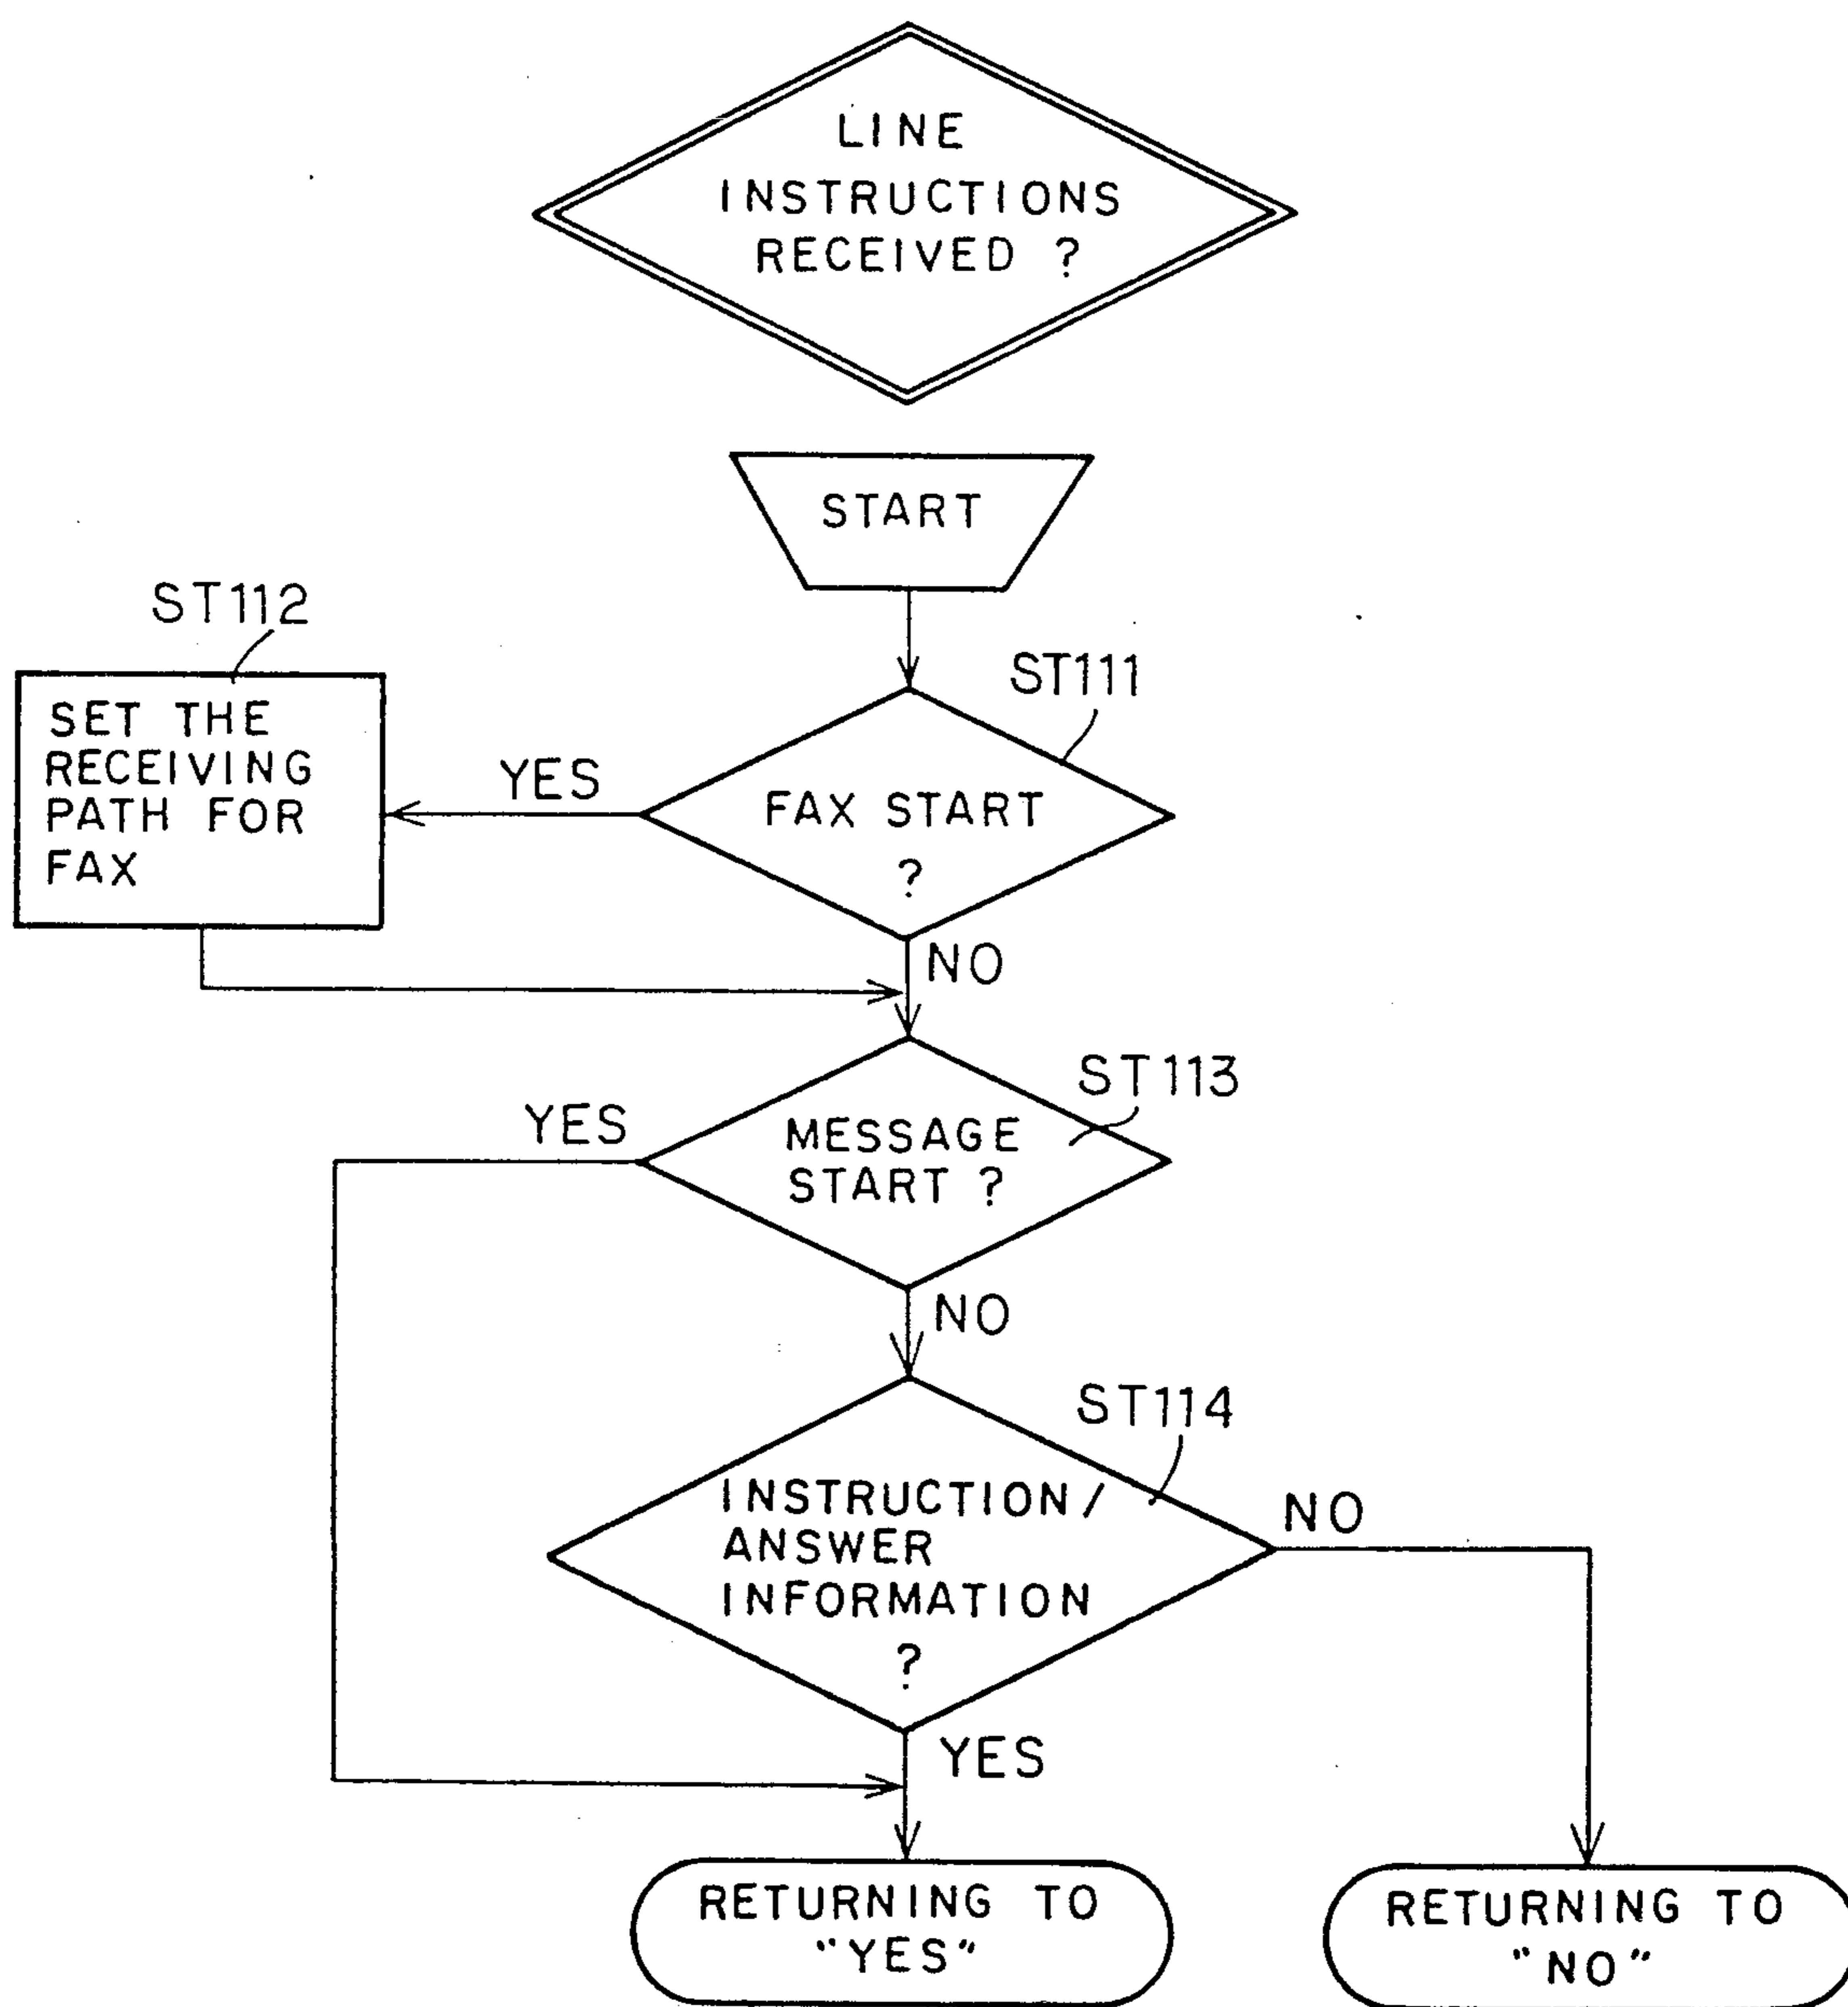 LINE
INSTRUCTIONS
RECEIVED ?
START
ST112
ST111
SET THE
RECEIVING
PATH FOR
FAX
YES
FAX START
?
NO
ST113
YES
MESSAGE
START ?
NO
ST114
INSTRUCTION/
ANSWER
INFORMATION
?
NO
YES
RETURNING TO
"YES"
RETURNING TO
"NO"